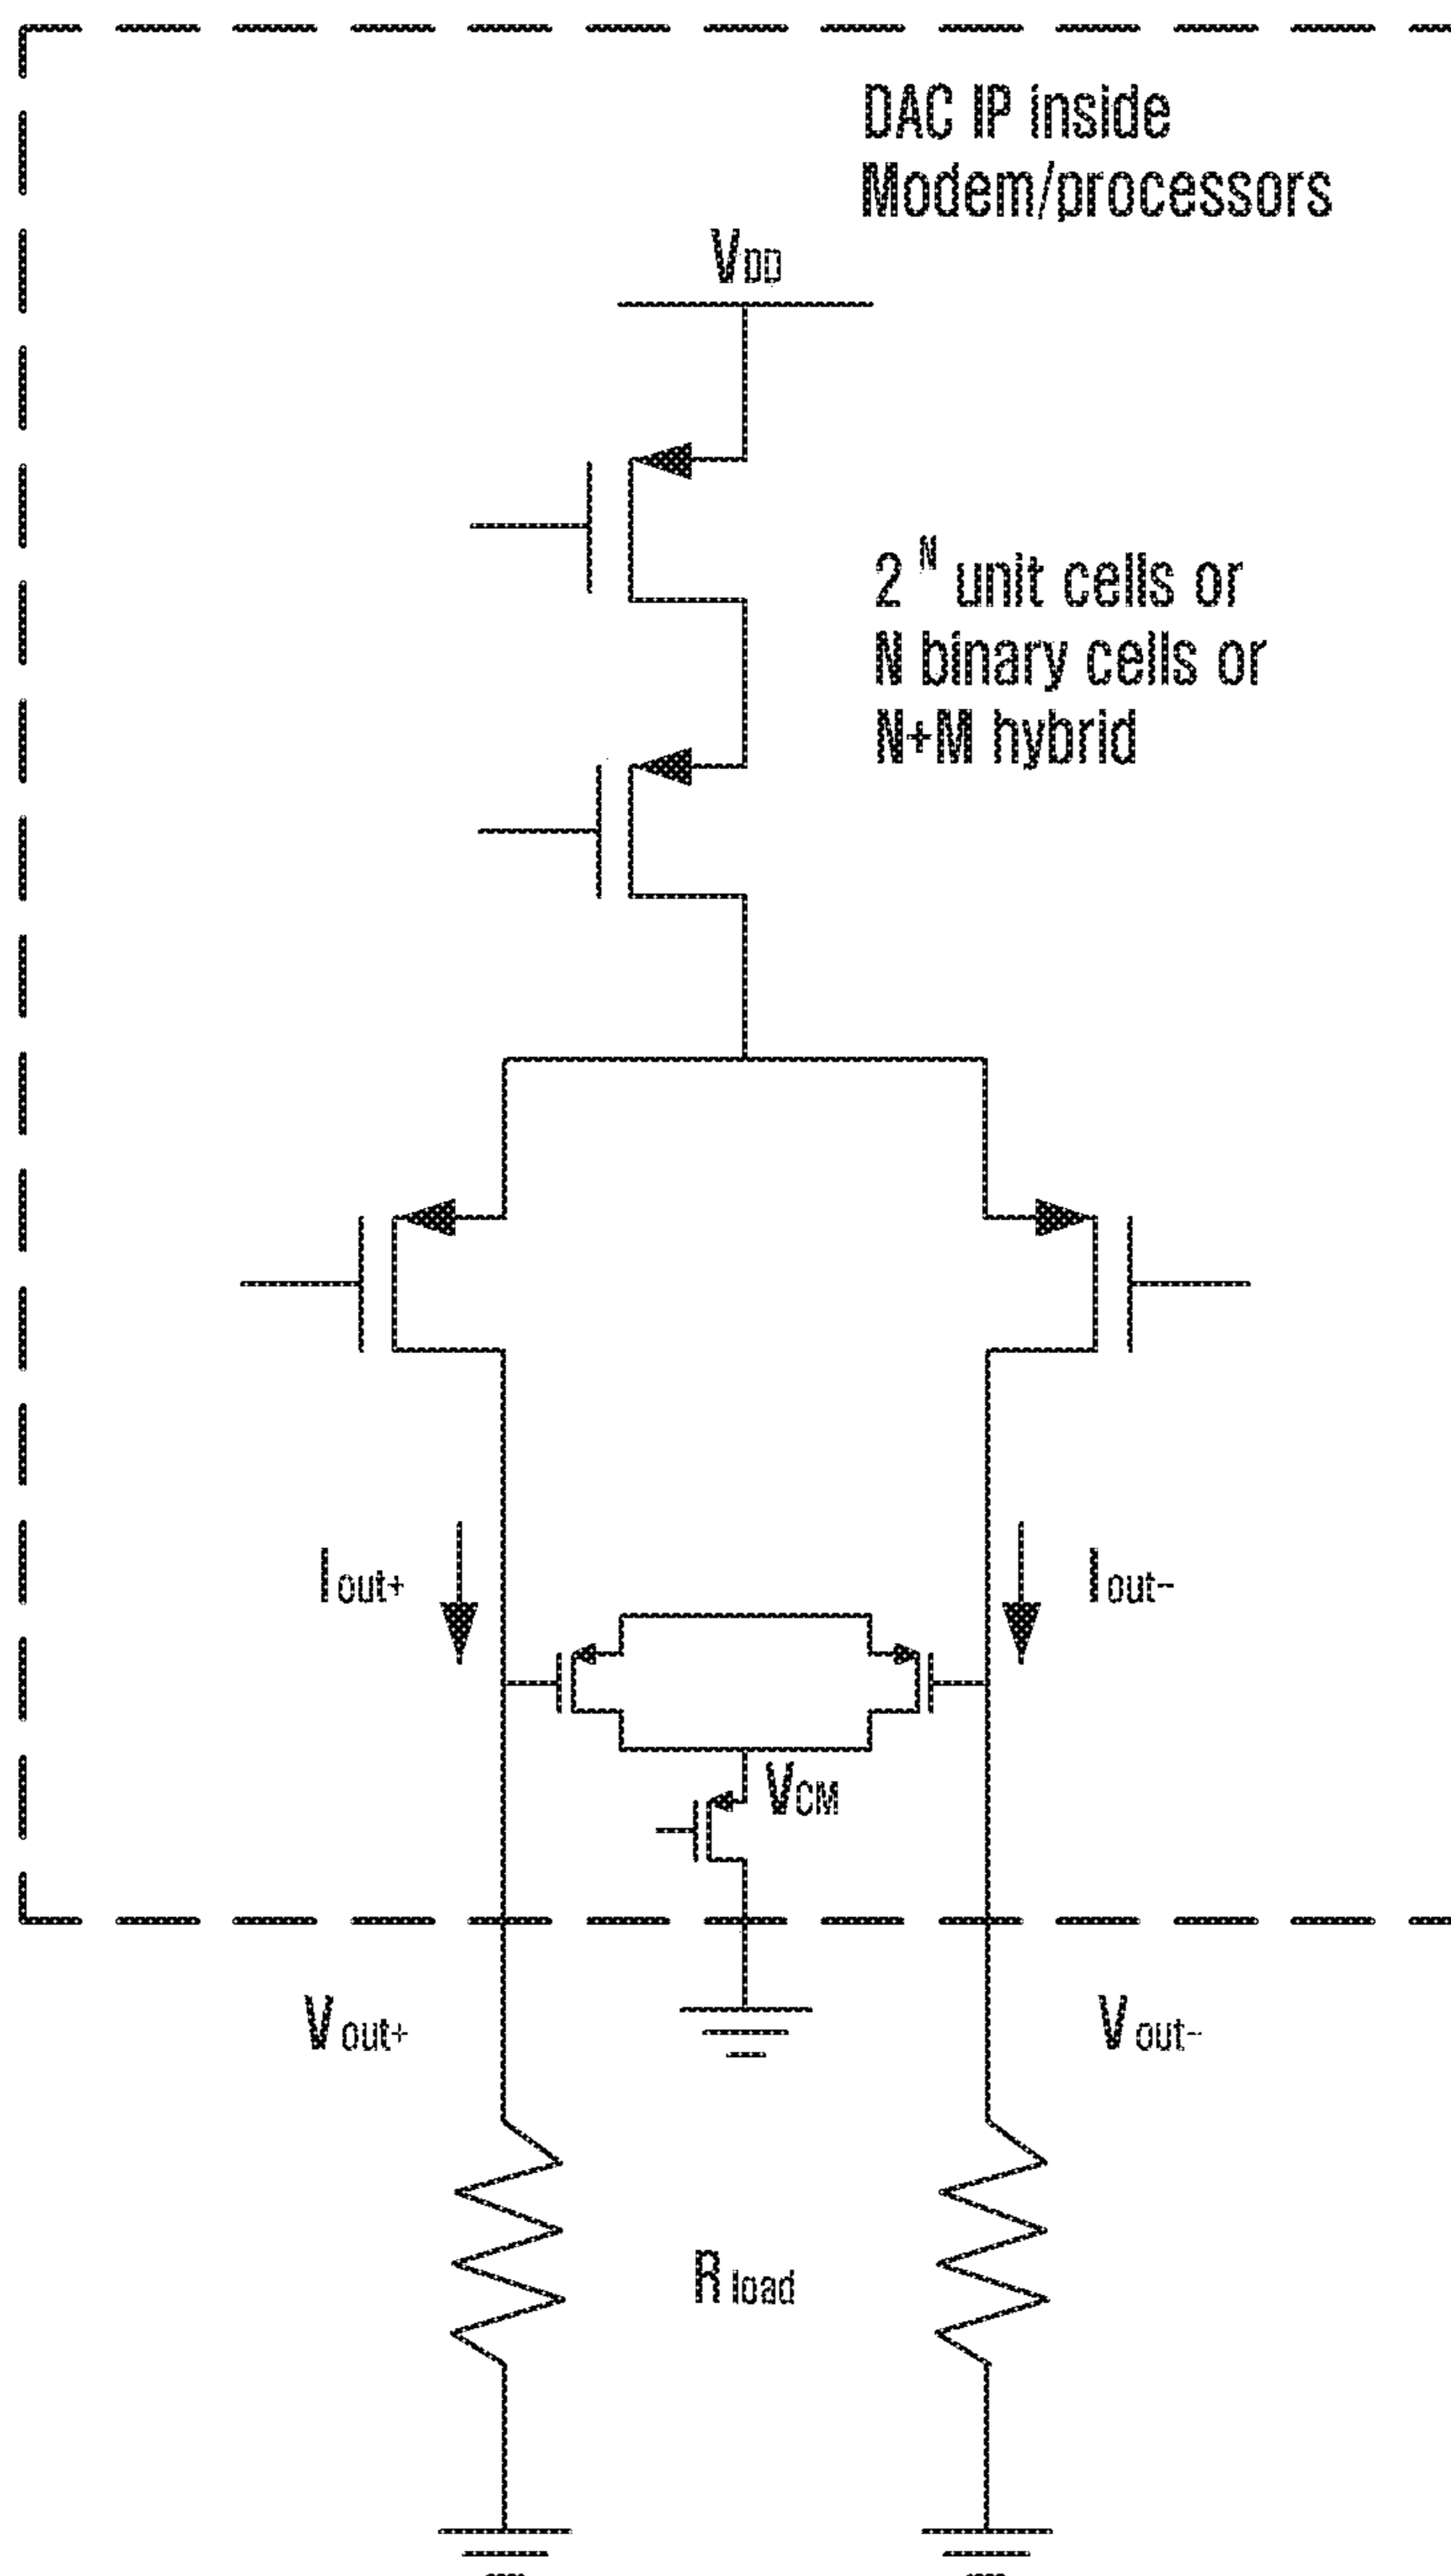 DAC IP inside
Modem/processors
VDD
2 N unit cells or
N binary cells or
N+M hybrid
Iout+
Iout-
VCM
Vout+
Vout-
Rload